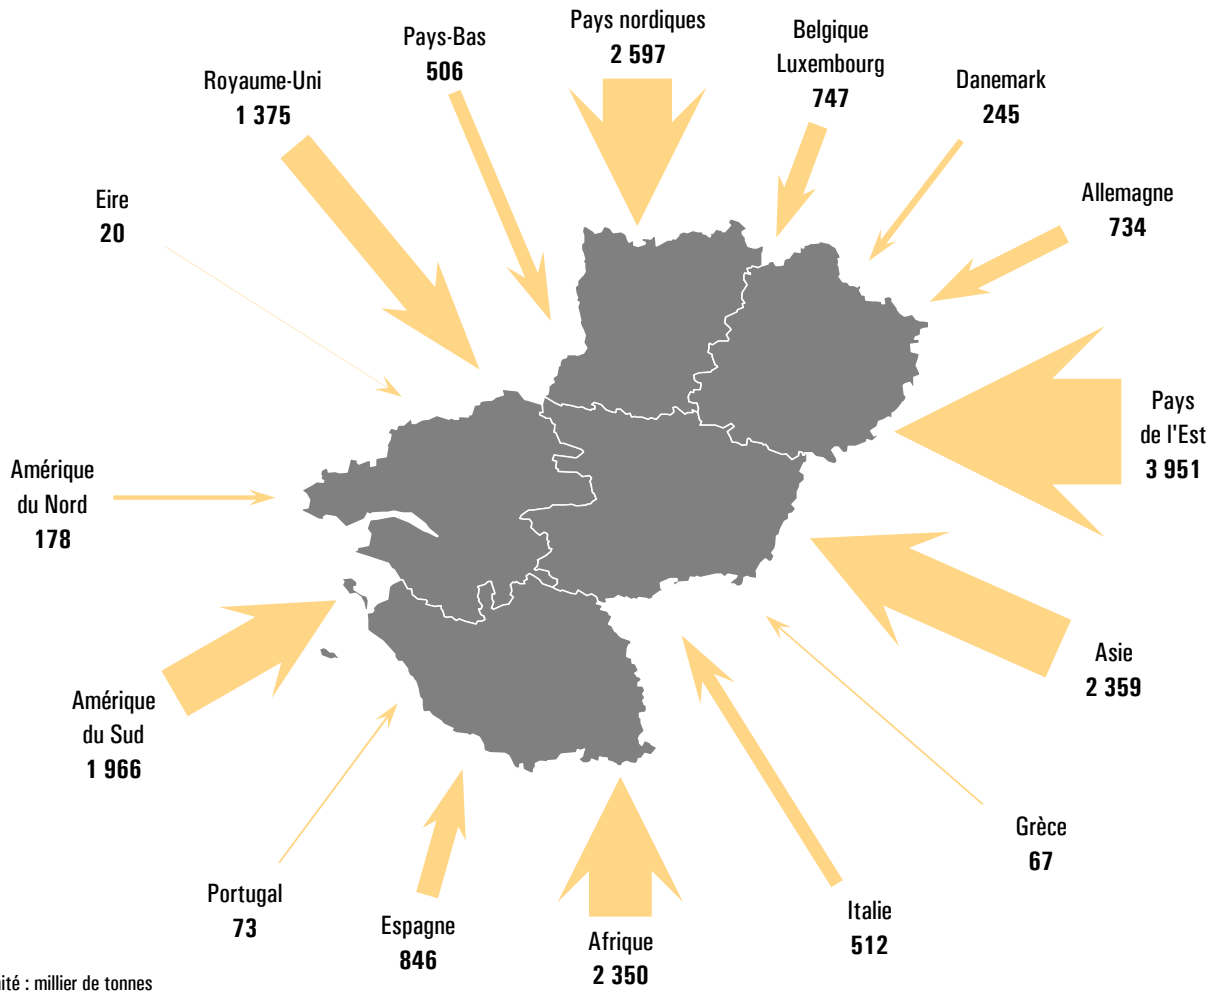 Pays nordiques
2 597
Pays-Bas
506
Belgique
Luxembourg
747
Royaume-Uni
1 375
Danemark
245
Eire
20
Allemagne
734
Pays
de l'Est
3 951
Amérique
du Nord
178
Asie
2 359
Amérique
du Sud
1 966
Grèce
67
Portugal
73
Espagne
846
Afrique
2 350
Italie
512
ité : millier de tonnes